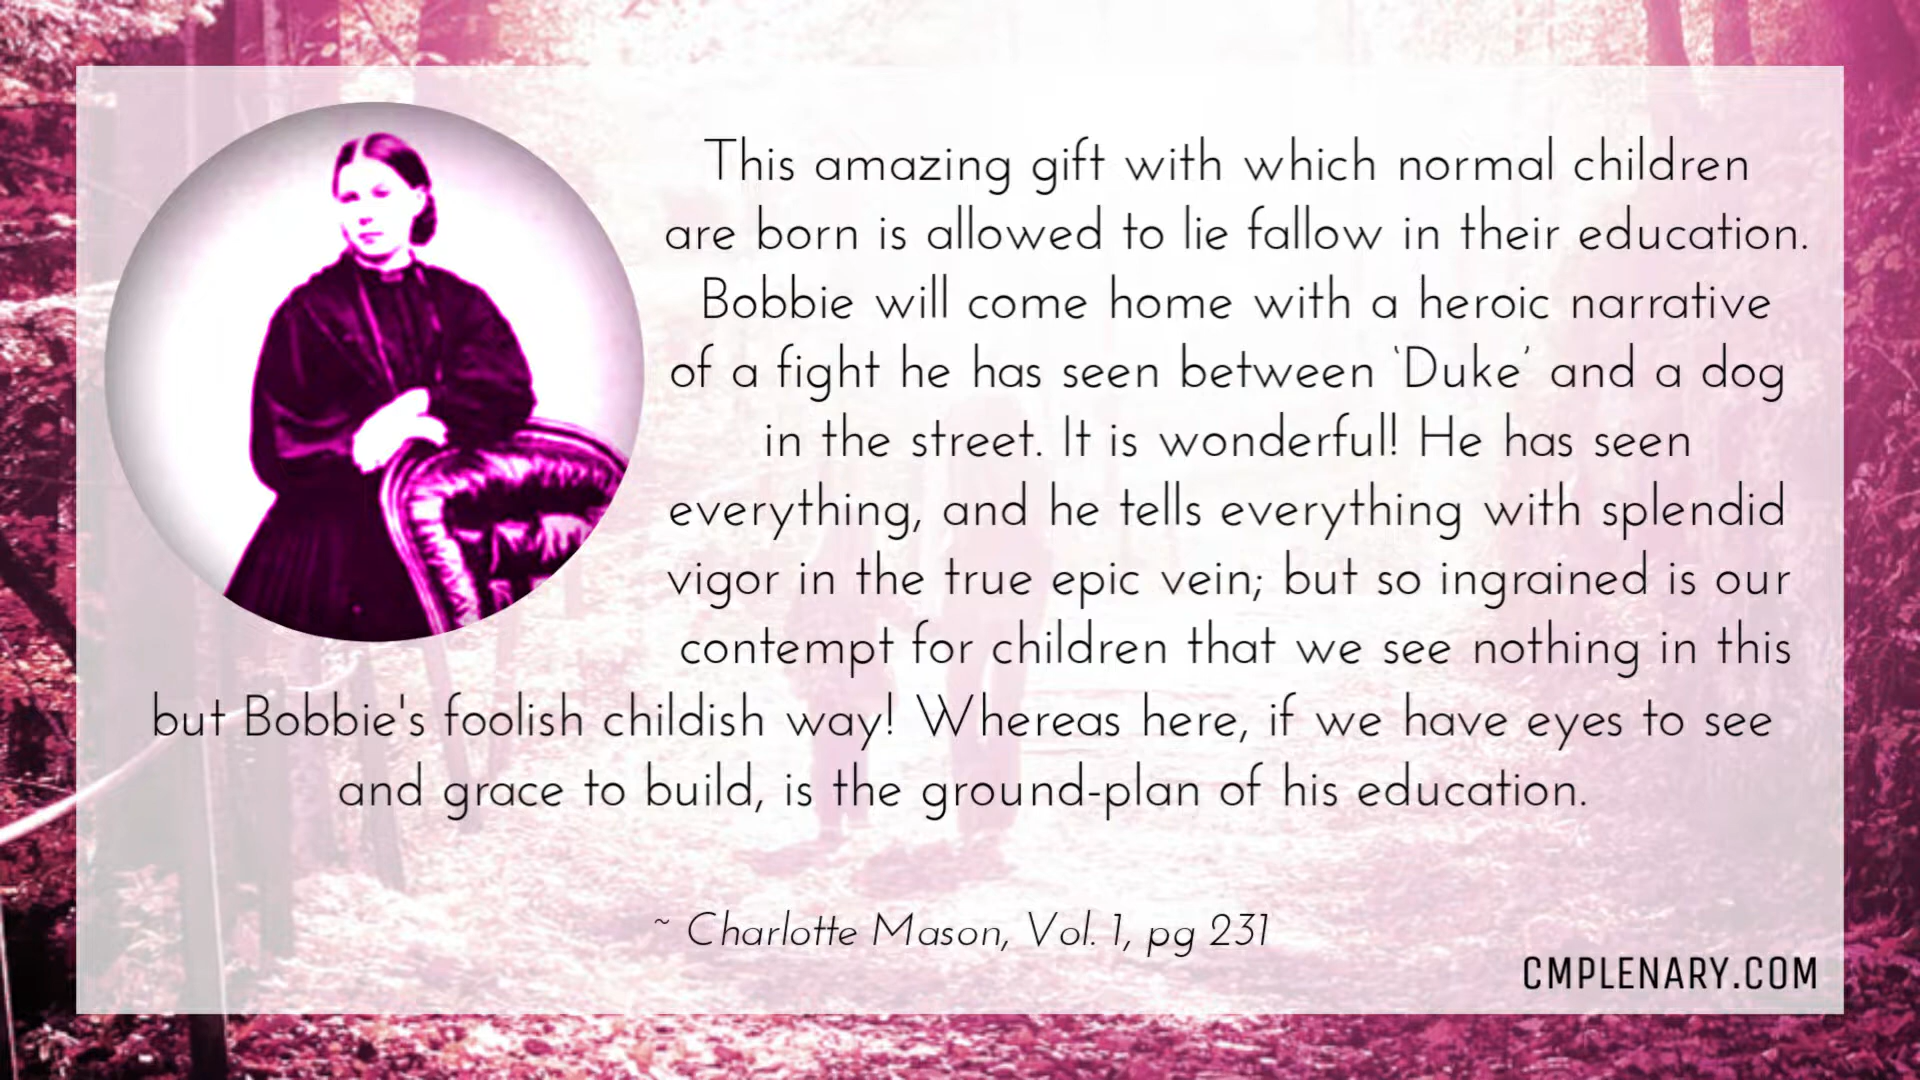 This amazing gift with which normal children
are born is allowed to lie fallow in their education.
Bobbie will come home with a heroic narrative
of a fight he has seen between ‘Duke’ and a dog
in the street. It is wonderful! He has seen
everything, and he tells everything with splendid
vigor in the true epic vein; but so ingrained is our
contempt for children that we see nothing in this
but Bobbie's foolish childish way! Whereas here, if we have eyes to see
and grace to build, is the ground-plan of his education.
~ Charlotte Mason, Vol. 1, pg 231
CMPLENARY.COM